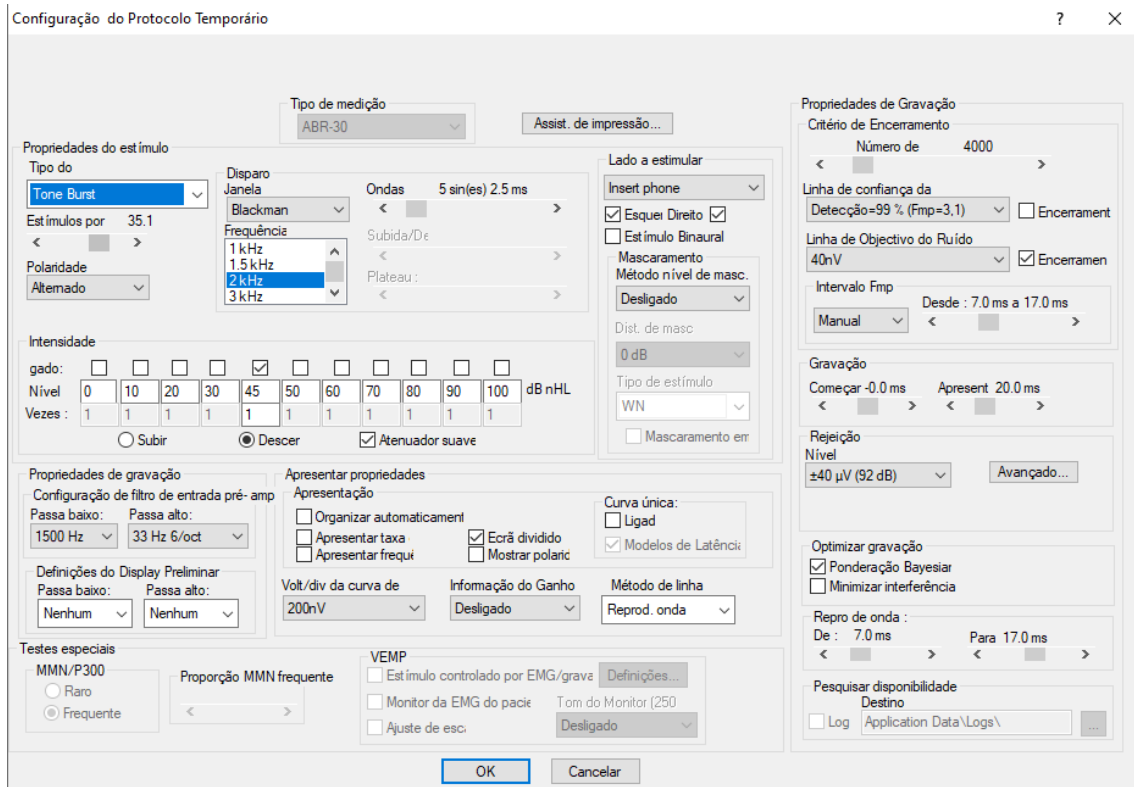 Configuração do Protocolo Temporário
?
Tipo de medição
ABR-30
Assist. de impressão...
Propriedades do estímulo
Tipo do
Tone Burst
Estímulos por 35.1
Polaridade
Alternado
Disparo
Janela
Blackman
Frequência
1 kHz
1.5 kHz
2 kHz
3 kHz
Ondas 5 sin(es) 2.5 ms
Subida/De
Plateau :
Lado a estimular
Insert phone
Esquei Direito
Estímulo Binaural
Mascaramento
Método nível de masc.
Desligado
Dist. de masc
0 dB
Tipo de estímulo
WN
Mascaramento em
Intensidade
gado:
Nível 0 10 20 30 45 50 60 70 80 90 100 dB nHL
Vezes : 1 1 1 1 1 1 1 1 1 1 1
Subir Descer Atenuador suave
Propriedades de gravação
Configuração de filtro de entrada pré- amp
Passa baixo: Passa alto:
1500 Hz 33 Hz 6/oct
Definições do Display Preliminar
Passa baixo: Passa alto:
Nenhum Nenhum
Apresentar propriedades
Apresentação
Organizar automaticament
Apresentar taxa Ecrã dividido
Apresentar frequê Mostrar polarid
Curva única:
Ligad
Modelos de Latência
Volt/div da curva de
200nV
Informação do Ganho
Desligado
Método de linha
Reprod. onda
Testes especiais
MMN/P300
Raro
Frequente
Proporção MMN frequente
VEMP
Estímulo controlado por EMG/grava Definições...
Monitor da EMG do pacie Tom do Monitor (250
Ajuste de esca Desligado
Propriedades de Gravação
Critério de Encerramento
Número de 4000
Linha de confiança da
Detecção=99 % (Fmp=3,1) Encerrament
Linha de Objectivo do Ruído
40nV Encerramen
Intervalo Fmp
Desde : 7.0 ms a 17.0 ms
Manual
Gravação
Começar -0.0 ms Apresent 20.0 ms
Rejeição
Nível
±40 µV (92 dB) Avançado...
Optimizar gravação
Ponderação Bayesiar
Minimizar interferência
Repro de onda :
De : 7.0 ms Para 17.0 ms
Pesquisar disponibilidade
Destino
Log Application Data\Logs\ ...
OK Cancelar